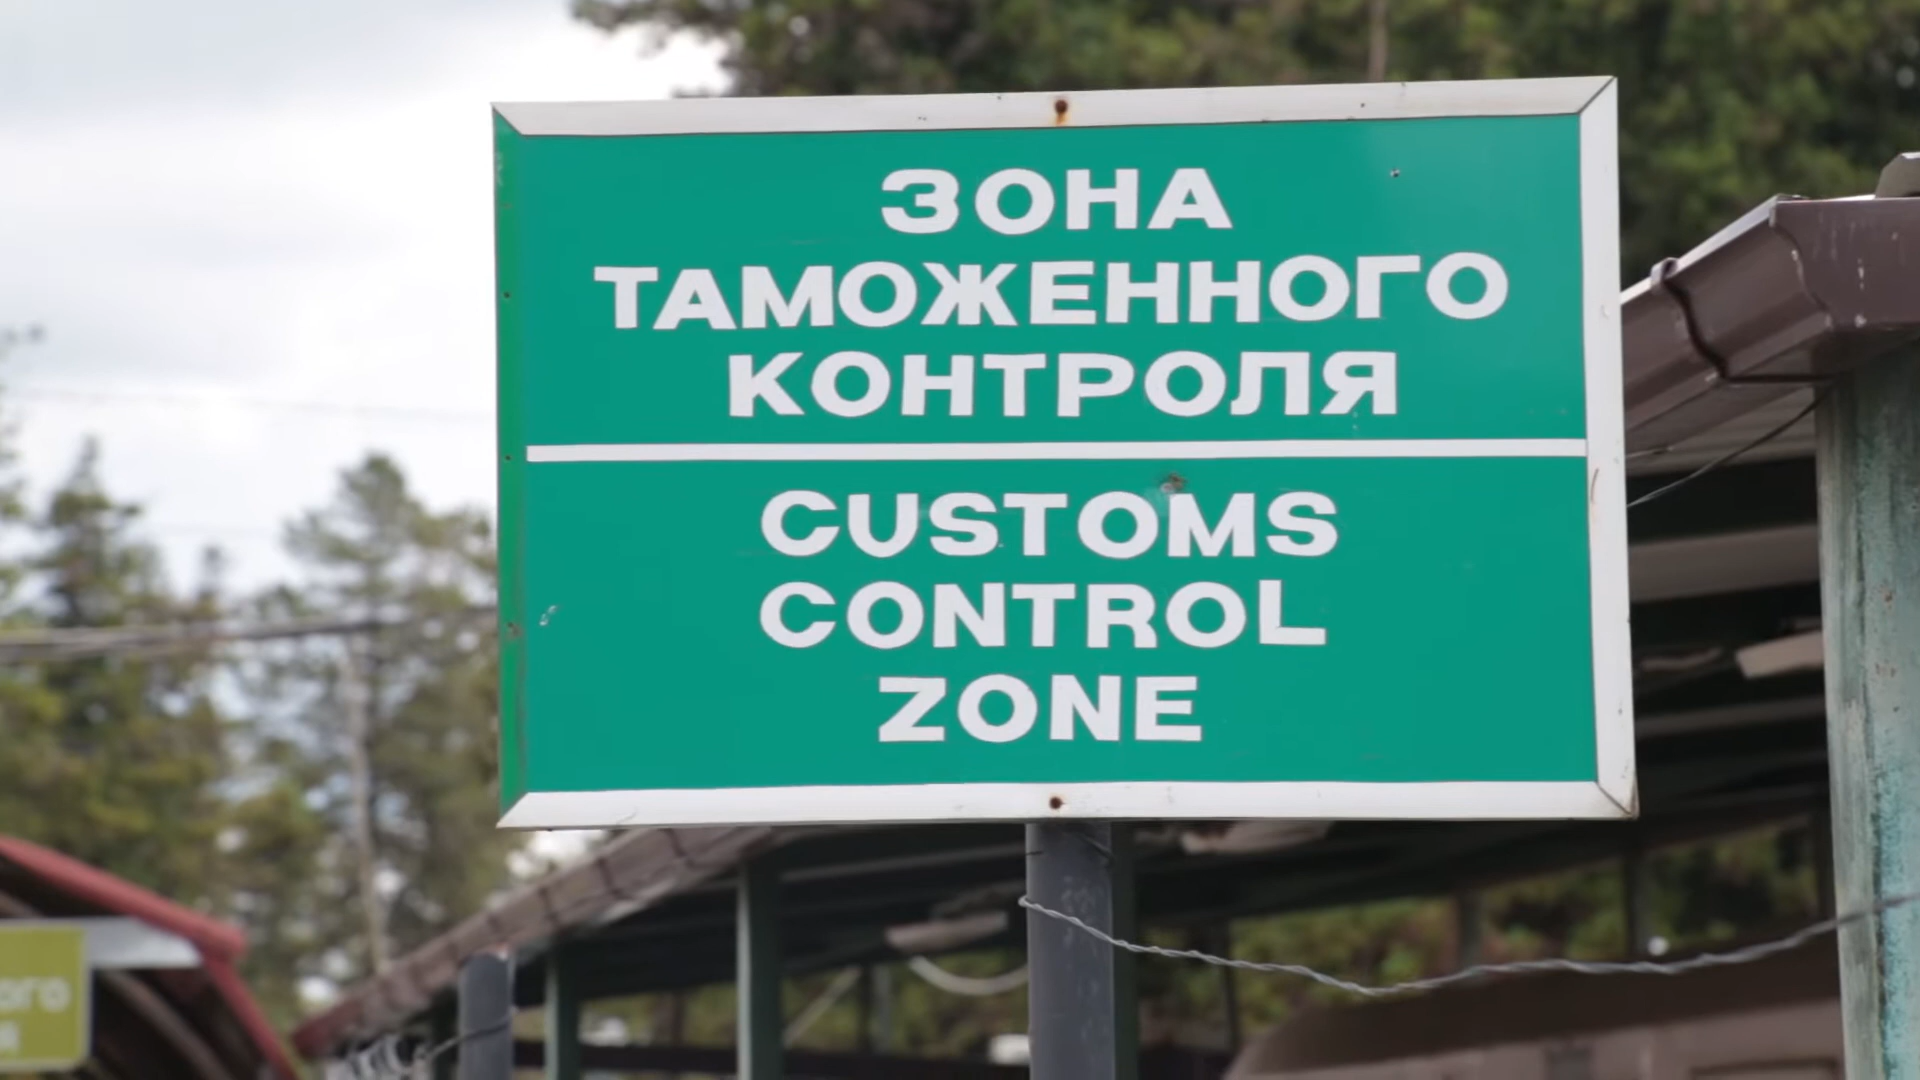 ЗОНА
ТАМОЖЕННОГО
КОНТРОЛЯ
CUSTOMS
CONTROL
ZONE